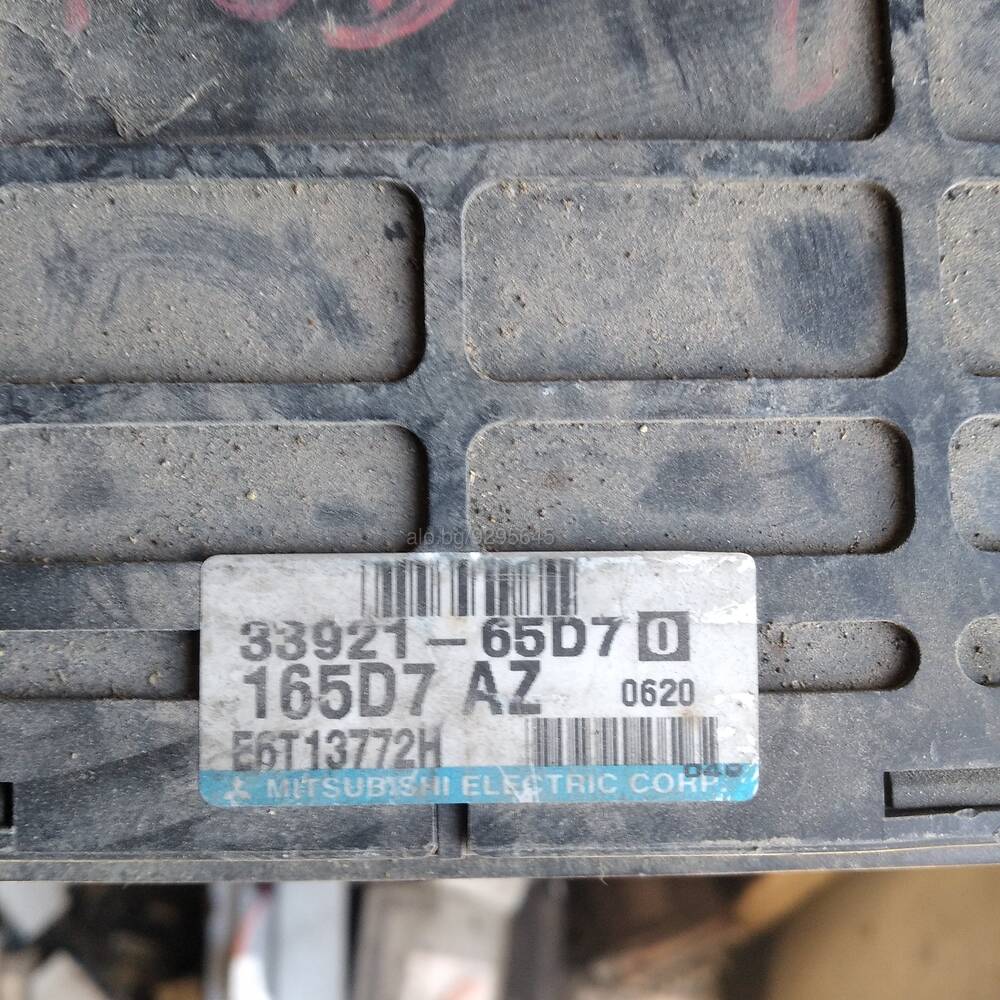 alo.bg/9295645
33921-65D7 0
165D7 AZ 0620
E6T13772H
MITSUBISHI ELECTRIC CORP.